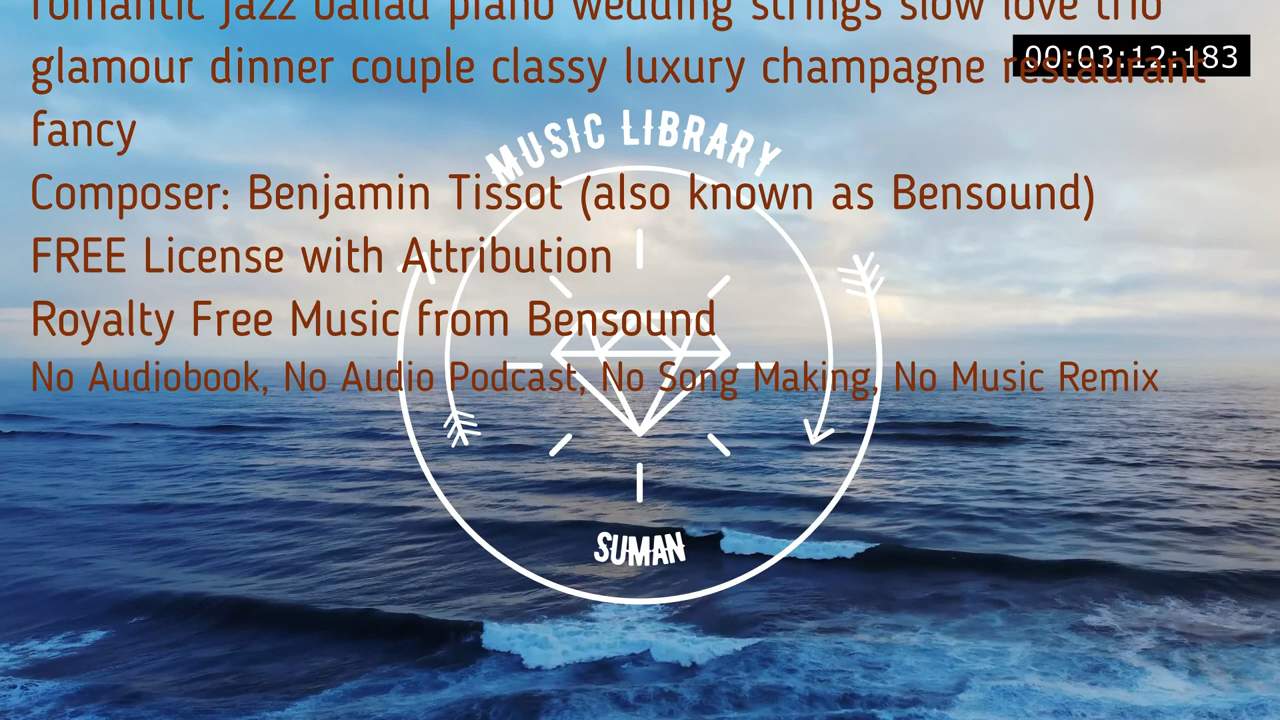 romantic jazz ballad piano wedding strings slow love trio
glamour dinner couple classy luxury champagne restaurant
00:03:12:183
fancy
MUSIC LIBRARY
Composer: Benjamin Tissot (also known as Bensound)
FREE License with Attribution
Royalty Free Music from Bensound
No Audiobook, No Audio Podcast, No Song Making, No Music Remix
SUMAN